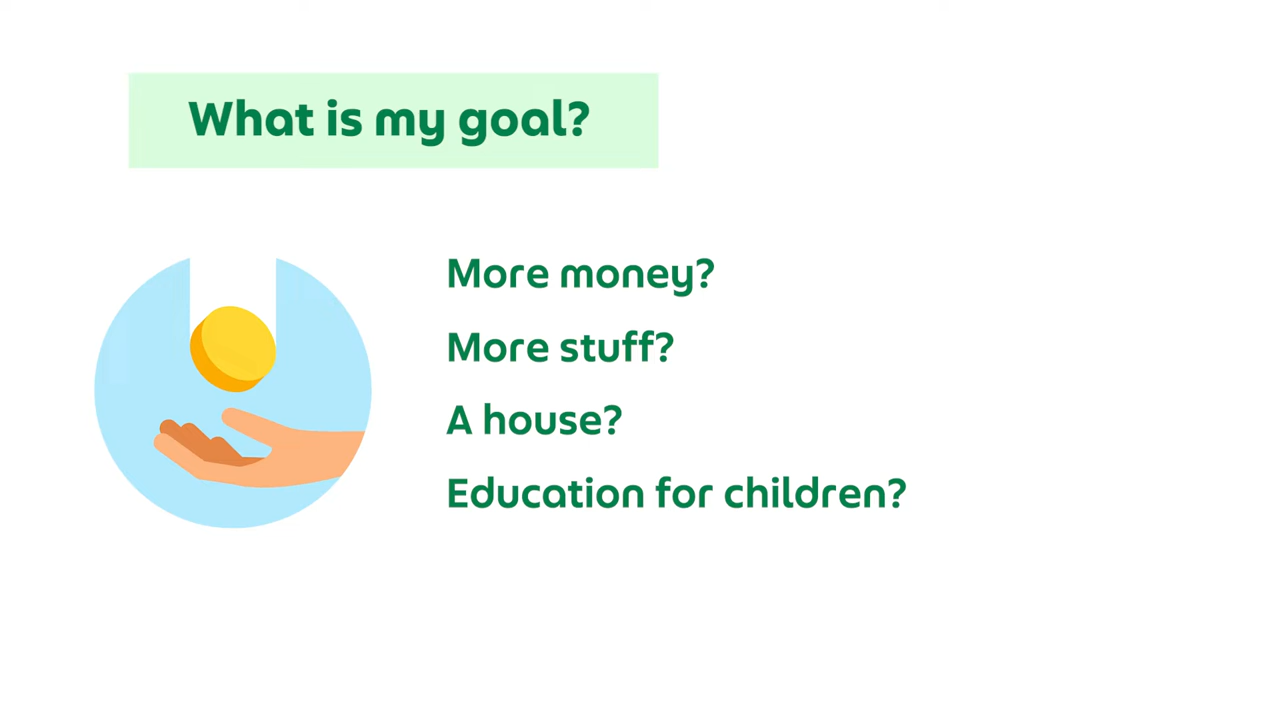 What is my goal?
More money?
More stuff?
A house?
Education for children?